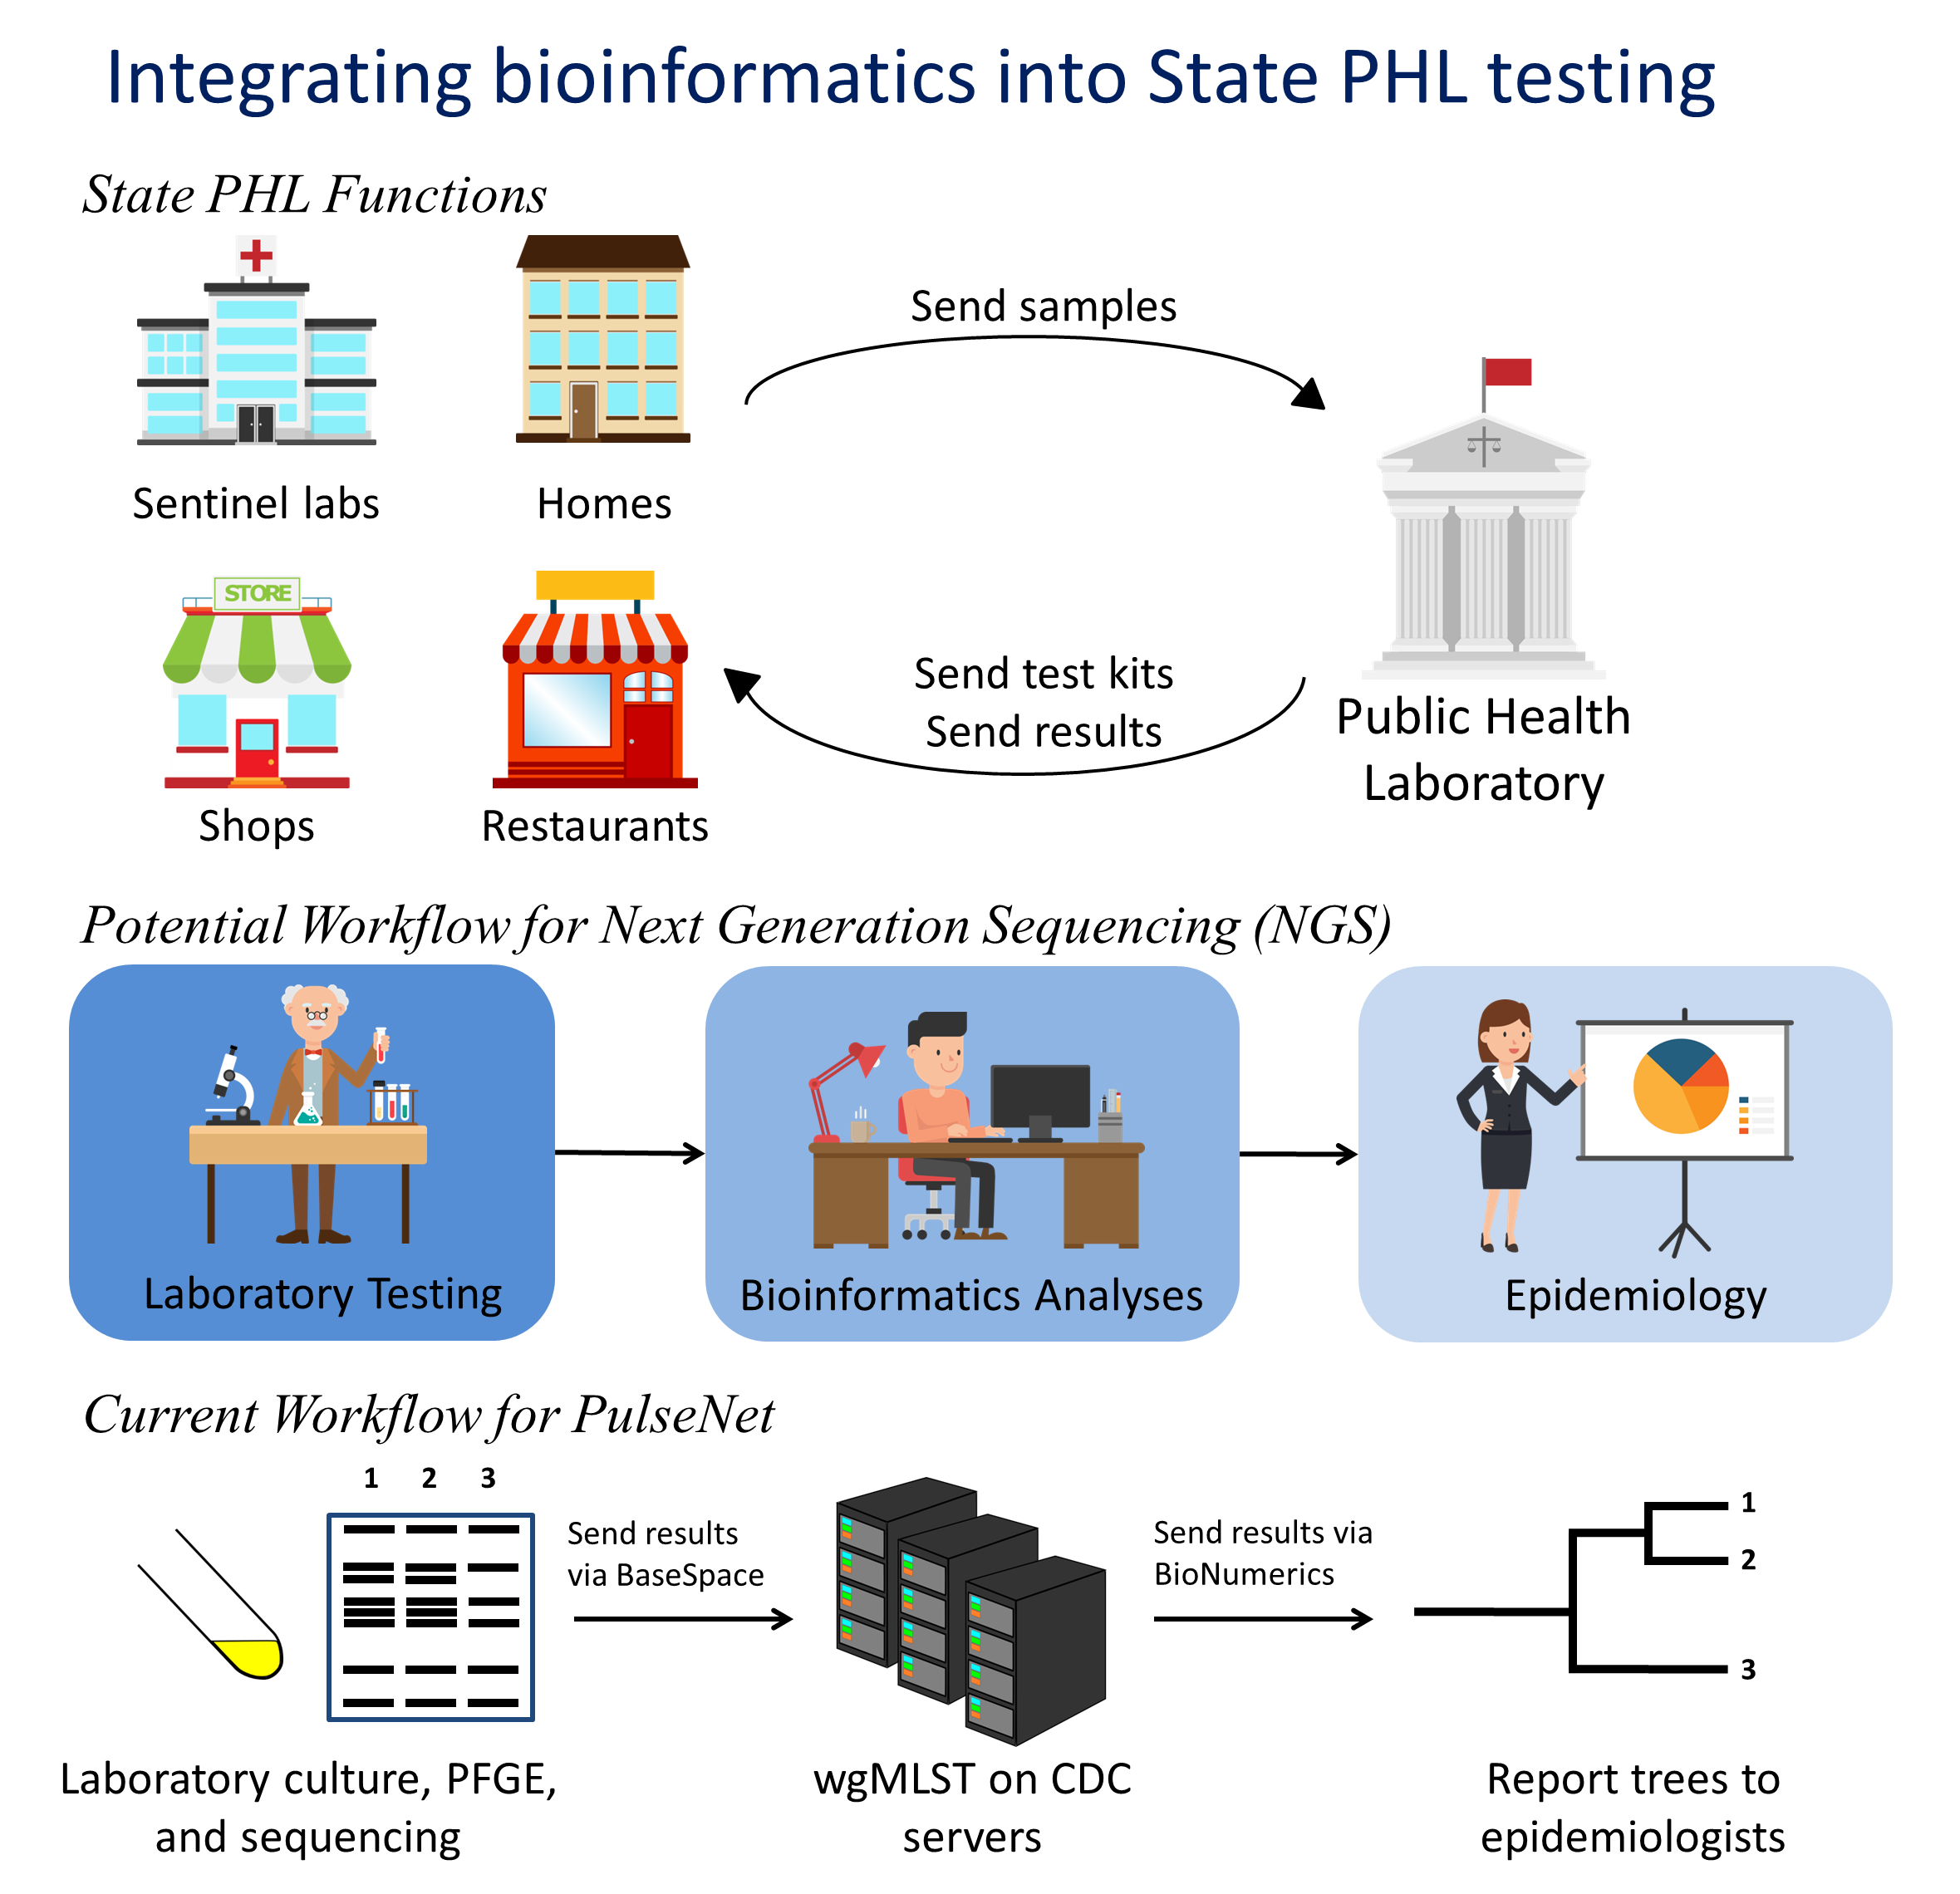 Integrating bioinformatics into State PHL testing
State PHL Functions
Sentinel labs
Homes
Send samples
STORE
Shops
Restaurants
Send test kits
Send results
Public Health
Laboratory
Potential Workflow for Next Generation Sequencing (NGS)
Laboratory Testing
Bioinformatics Analyses
Epidemiology
Current Workflow for PulseNet
1 2 3
Send results
via BaseSpace
Send results via
BioNumerics
1
2
3
Laboratory culture, PFGE,
and sequencing
wgMLST on CDC
servers
Report trees to
epidemiologists